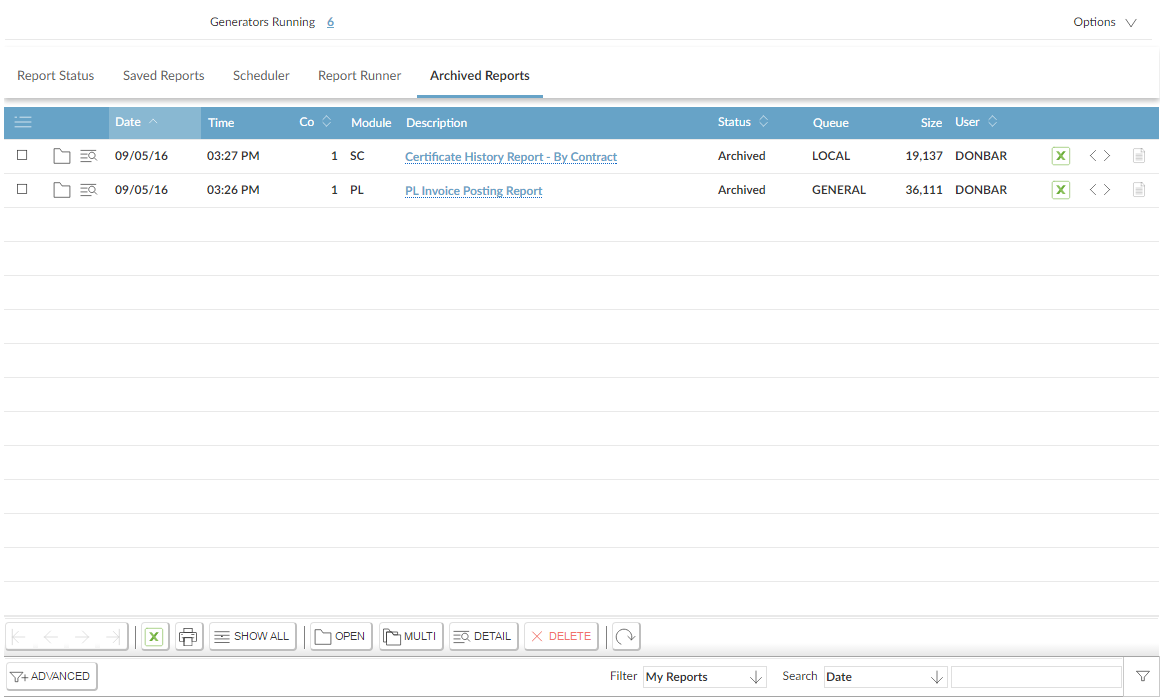 Generators Running 6 Options
Report Status Saved Reports Scheduler Report Runner Archived Reports
Date Time Co Module Description Status Queue Size User
09/05/16 03:27 PM 1 SC Certificate History Report - By Contract Archived LOCAL 19,137 DONBAR X
09/05/16 03:26 PM 1 PL PL Invoice Posting Report Archived GENERAL 36,111 DONBAR X
X SHOW ALL OPEN MULTI DETAIL DELETE
ADVANCED Filter My Reports Search Date